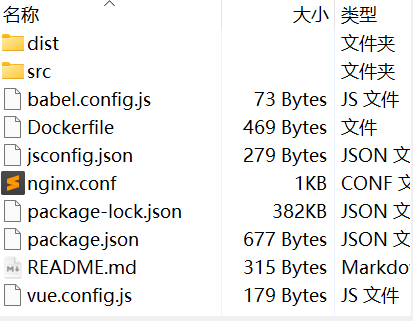 名称 大小 类型
dist 文件夹
src 文件夹
babel.config.js 73 Bytes JS 文件
Dockerfile 469 Bytes 文件
jsconfig.json 279 Bytes JSON 文
nginx.conf 1KB CONF 文
package-lock.json 382KB JSON 文
package.json 677 Bytes JSON 文
README.md 315 Bytes Markdo
vue.config.js 179 Bytes JS 文件